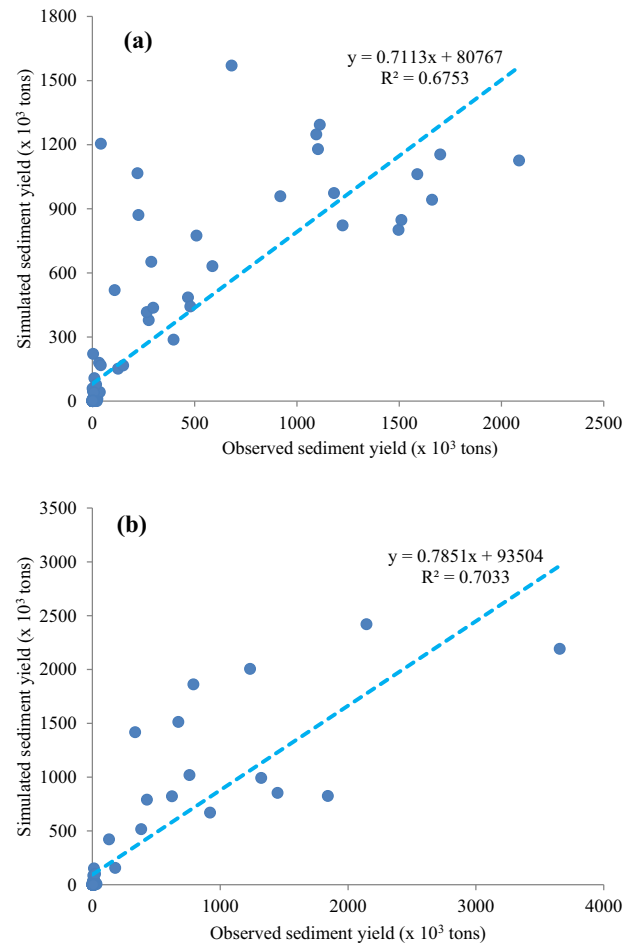 (a)
y = 0.7113x + 80767
R² = 0.6753
Simulated sediment yield (x 10³ tons)
1800
1500
1200
900
600
300
0
0 500 1000 1500 2000 2500
Observed sediment yield (x 10³ tons)
(b)
y = 0.7851x + 93504
R² = 0.7033
Simulated sediment yield (x 10³ tons)
3500
3000
2500
2000
1500
1000
500
0
0 1000 2000 3000 4000
Observed sediment yield (x 10³ tons)